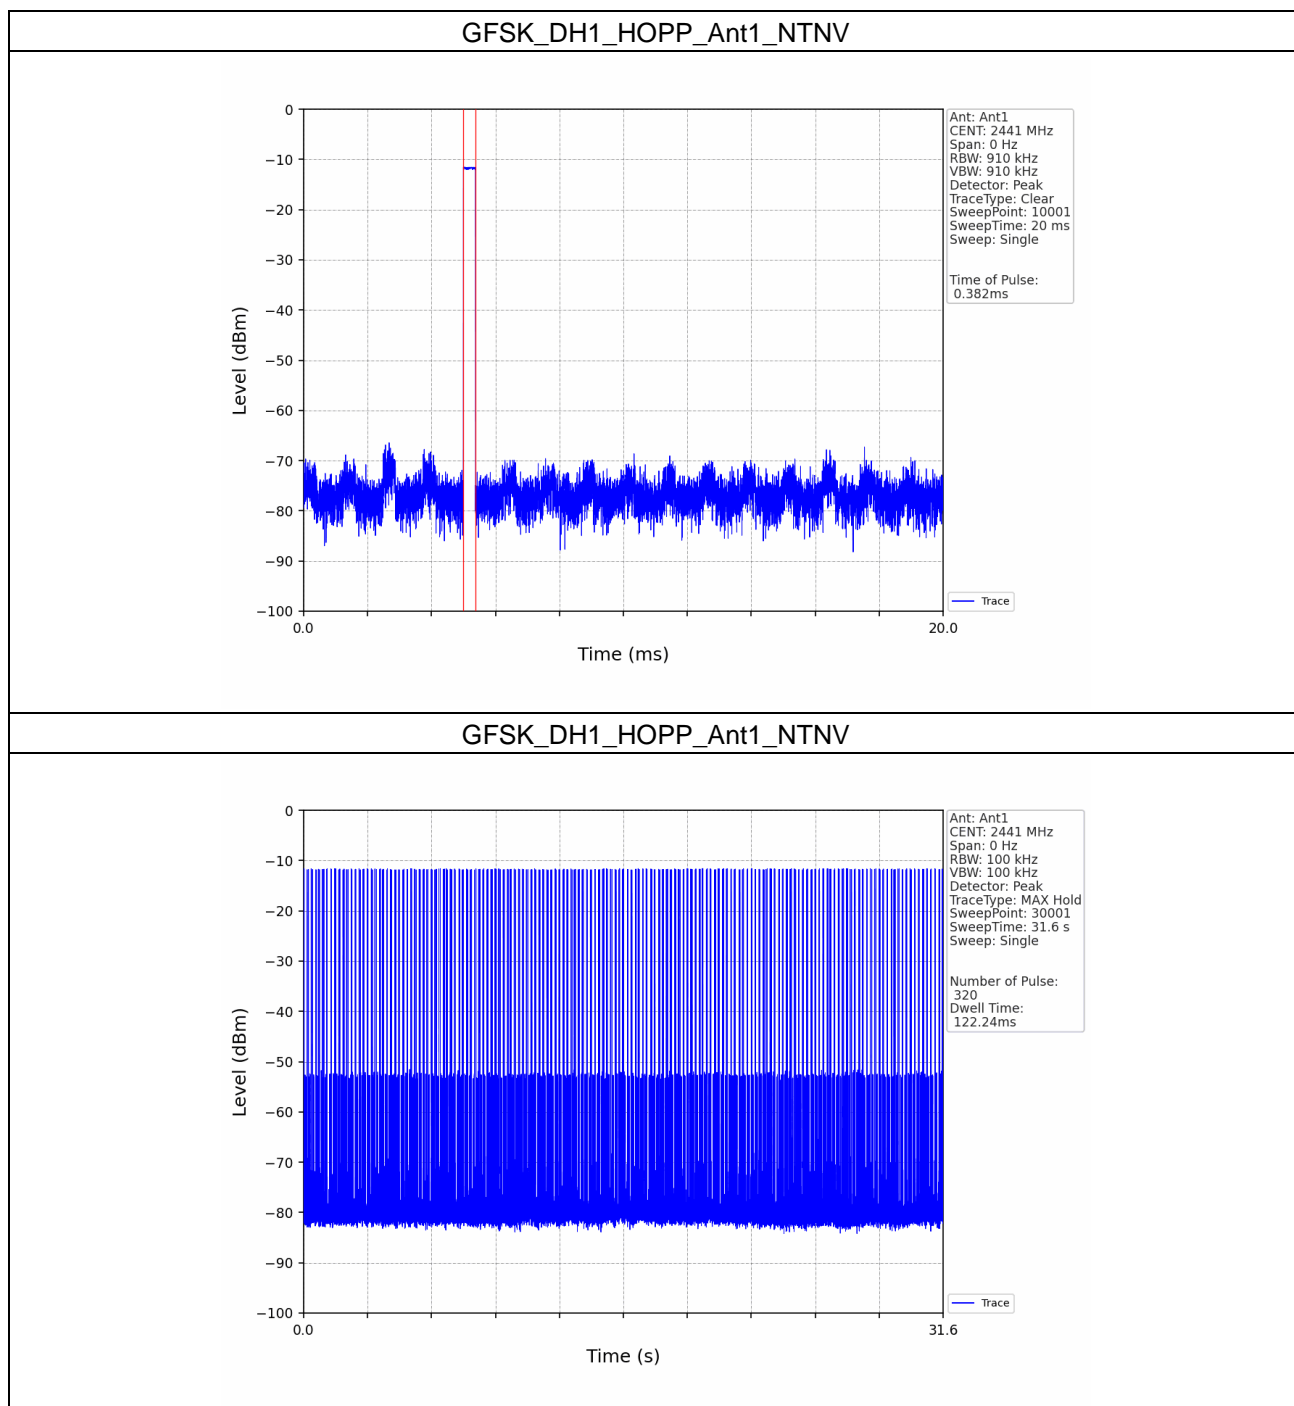 GFSK_DH1_HOPP_Ant1_NTNV
0
−10
−20
−30
−40
−50
−60
−70
−80
−90
−100
Level (dBm)
0.0
20.0
Time (ms)
Ant: Ant1
CENT: 2441 MHz
Span: 0 Hz
RBW: 910 kHz
VBW: 910 kHz
Detector: Peak
TraceType: Clear
SweepPoint: 10001
SweepTime: 20 ms
Sweep: Single
Time of Pulse:
0.382ms
Trace
GFSK_DH1_HOPP_Ant1_NTNV
0
−10
−20
−30
−40
−50
−60
−70
−80
−90
−100
Level (dBm)
0.0
31.6
Time (s)
Ant: Ant1
CENT: 2441 MHz
Span: 0 Hz
RBW: 100 kHz
VBW: 100 kHz
Detector: Peak
TraceType: MAX Hold
SweepPoint: 30001
SweepTime: 31.6 s
Sweep: Single
Number of Pulse:
320
Dwell Time:
122.24ms
Trace